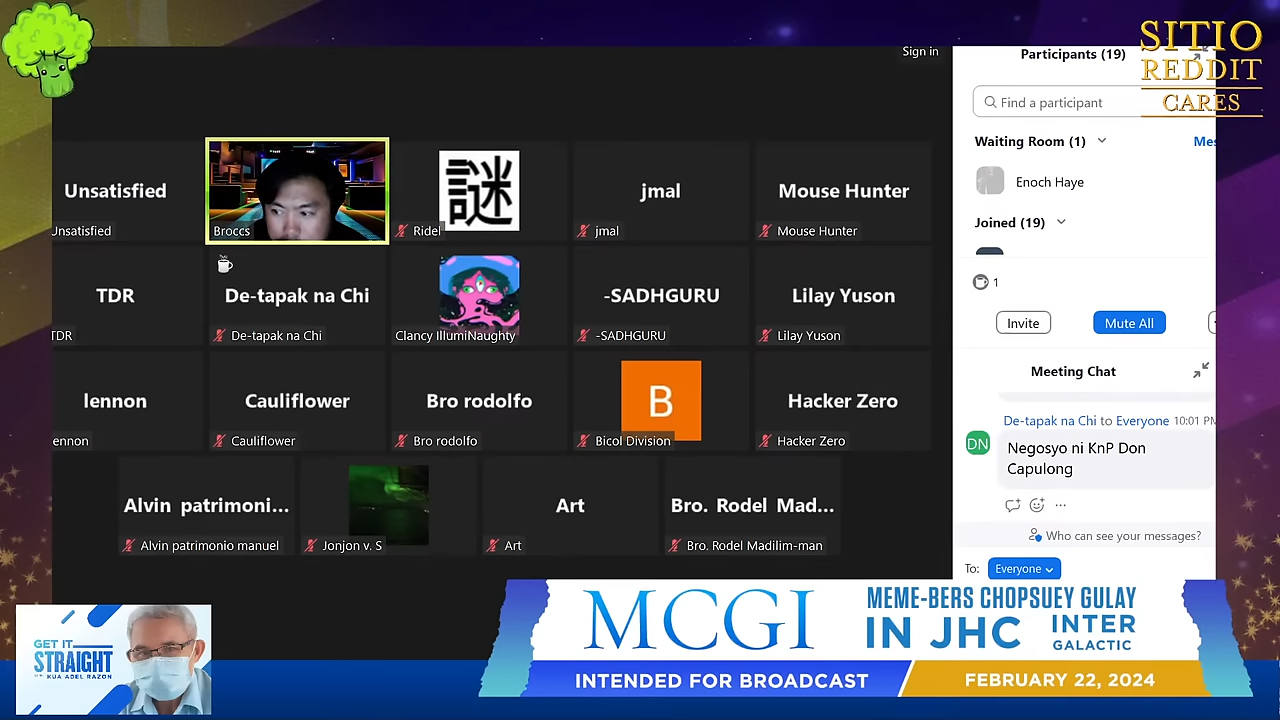 Sign in
SITIO
REDDIT
CARES
Participants (19)
Find a participant
Waiting Room (1)
Enoch Haye
Joined (19)
1
Invite
Mute All
Meeting Chat
De-tapak na Chi to Everyone 10:01 PM
DN
Negosyo ni KnP Don
Capulong
Who can see your messages?
To: Everyone
Unsatisfied
Unsatisfied
Broccs
謎
Ridel
jmal
jmal
Mouse Hunter
Mouse Hunter
TDR
TDR
De-tapak na Chi
De-tapak na Chi
Clancy IllumiNaughty
-SADHGURU
-SADHGURU
Lilay Yuson
Lilay Yuson
lennon
ennon
Cauliflower
Cauliflower
Bro rodolfo
Bro rodolfo
B
Bicol Division
Hacker Zero
Hacker Zero
Alvin patrimoni...
Alvin patrimonio manuel
Jonjon v. S
Art
Art
Bro. Rodel Mad...
Bro. Rodel Madilim-man
GET IT
STRAIGHT
KUA ADEL RAZON
MCGI
MEME-BERS CHOPSUEY GULAY
IN JHC INTER
GALACTIC
INTENDED FOR BROADCAST
FEBRUARY 22, 2024